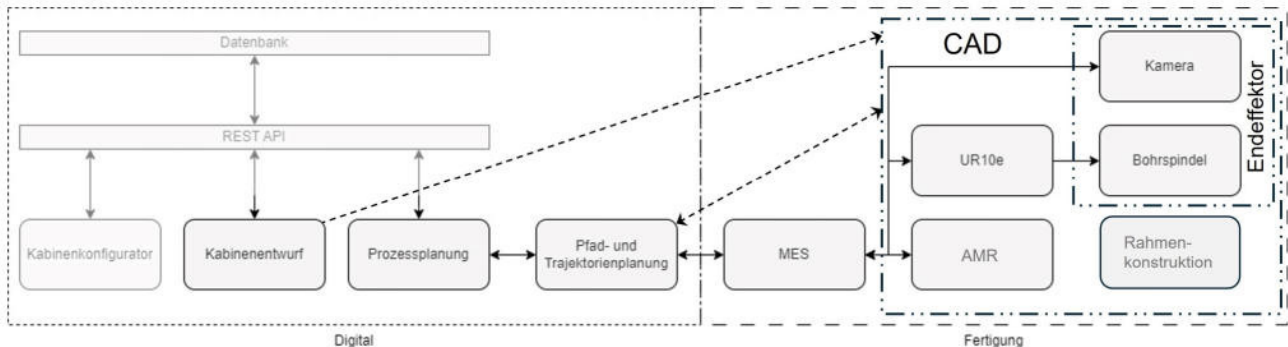 Datenbank
REST API
Kabinenkonfigurator
Kabinenentwurf
Prozessplanung
Pfad- und
Trajektorienplanung
MES
CAD
Kamera
UR10e
Bohrspindel
Endeffektor
AMR
Rahmen-
konstruktion
Digital
Fertigung